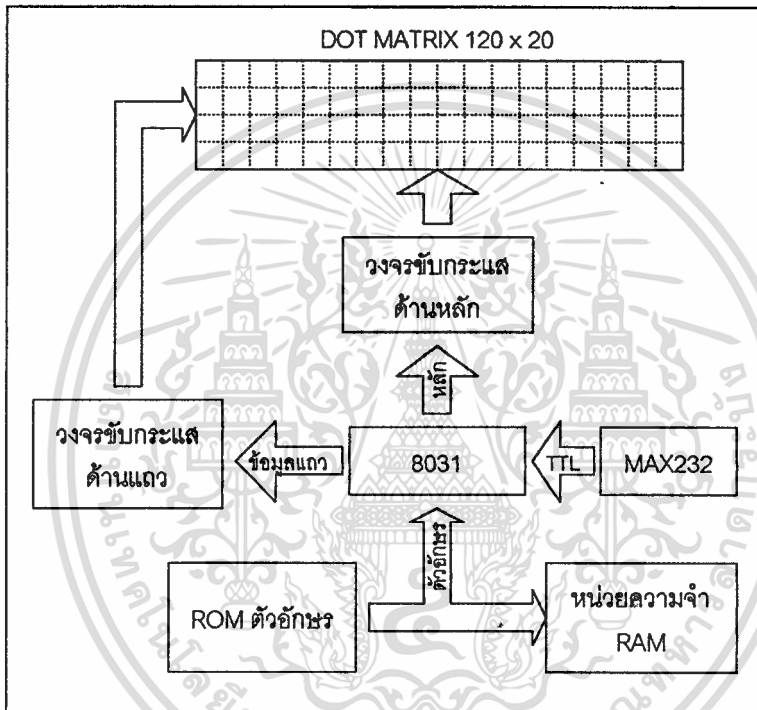 DOT MATRIX 120 x 20
วงจรขับกระแส
ด้านหลัก
หลัก
วงจรขับกระแส
ด้านแถว
ข้อมูลแถว
8031
TTL
MAX232
ตัวอักษร
ROM ตัวอักษร
หน่วยความจำ
RAM